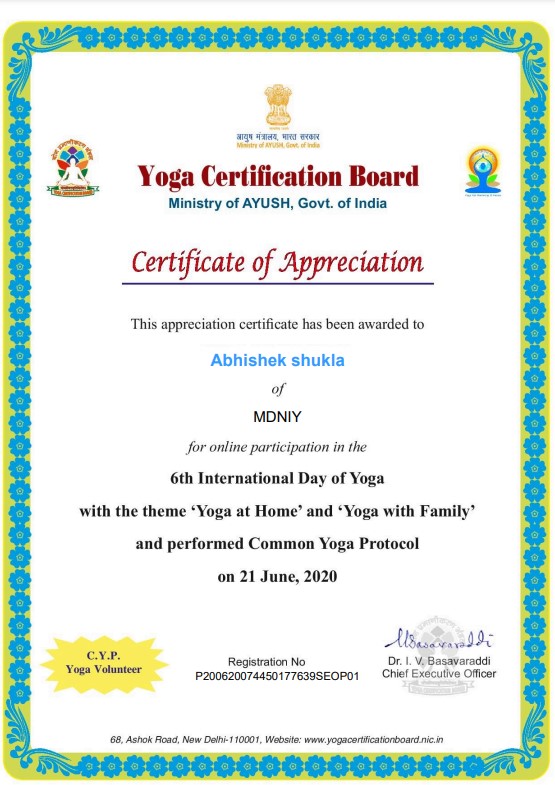 आयुष मंत्रालय, भारत सरकार
Ministry of AYUSH, Govt. of India
Yoga Certification Board
Ministry of AYUSH, Govt. of India
Certificate of Appreciation
This appreciation certificate has been awarded to
Abhishek shukla
of
MDNIY
for online participation in the
6th International Day of Yoga
with the theme ‘Yoga at Home’ and ‘Yoga with Family’
and performed Common Yoga Protocol
on 21 June, 2020
C.Y.P.
Yoga Volunteer
Registration No
P200620074450177639SEOP01
Dr. I. V. Basavaraddi
Chief Executive Officer
68, Ashok Road, New Delhi-110001, Website: www.yogacertificationboard.nic.in